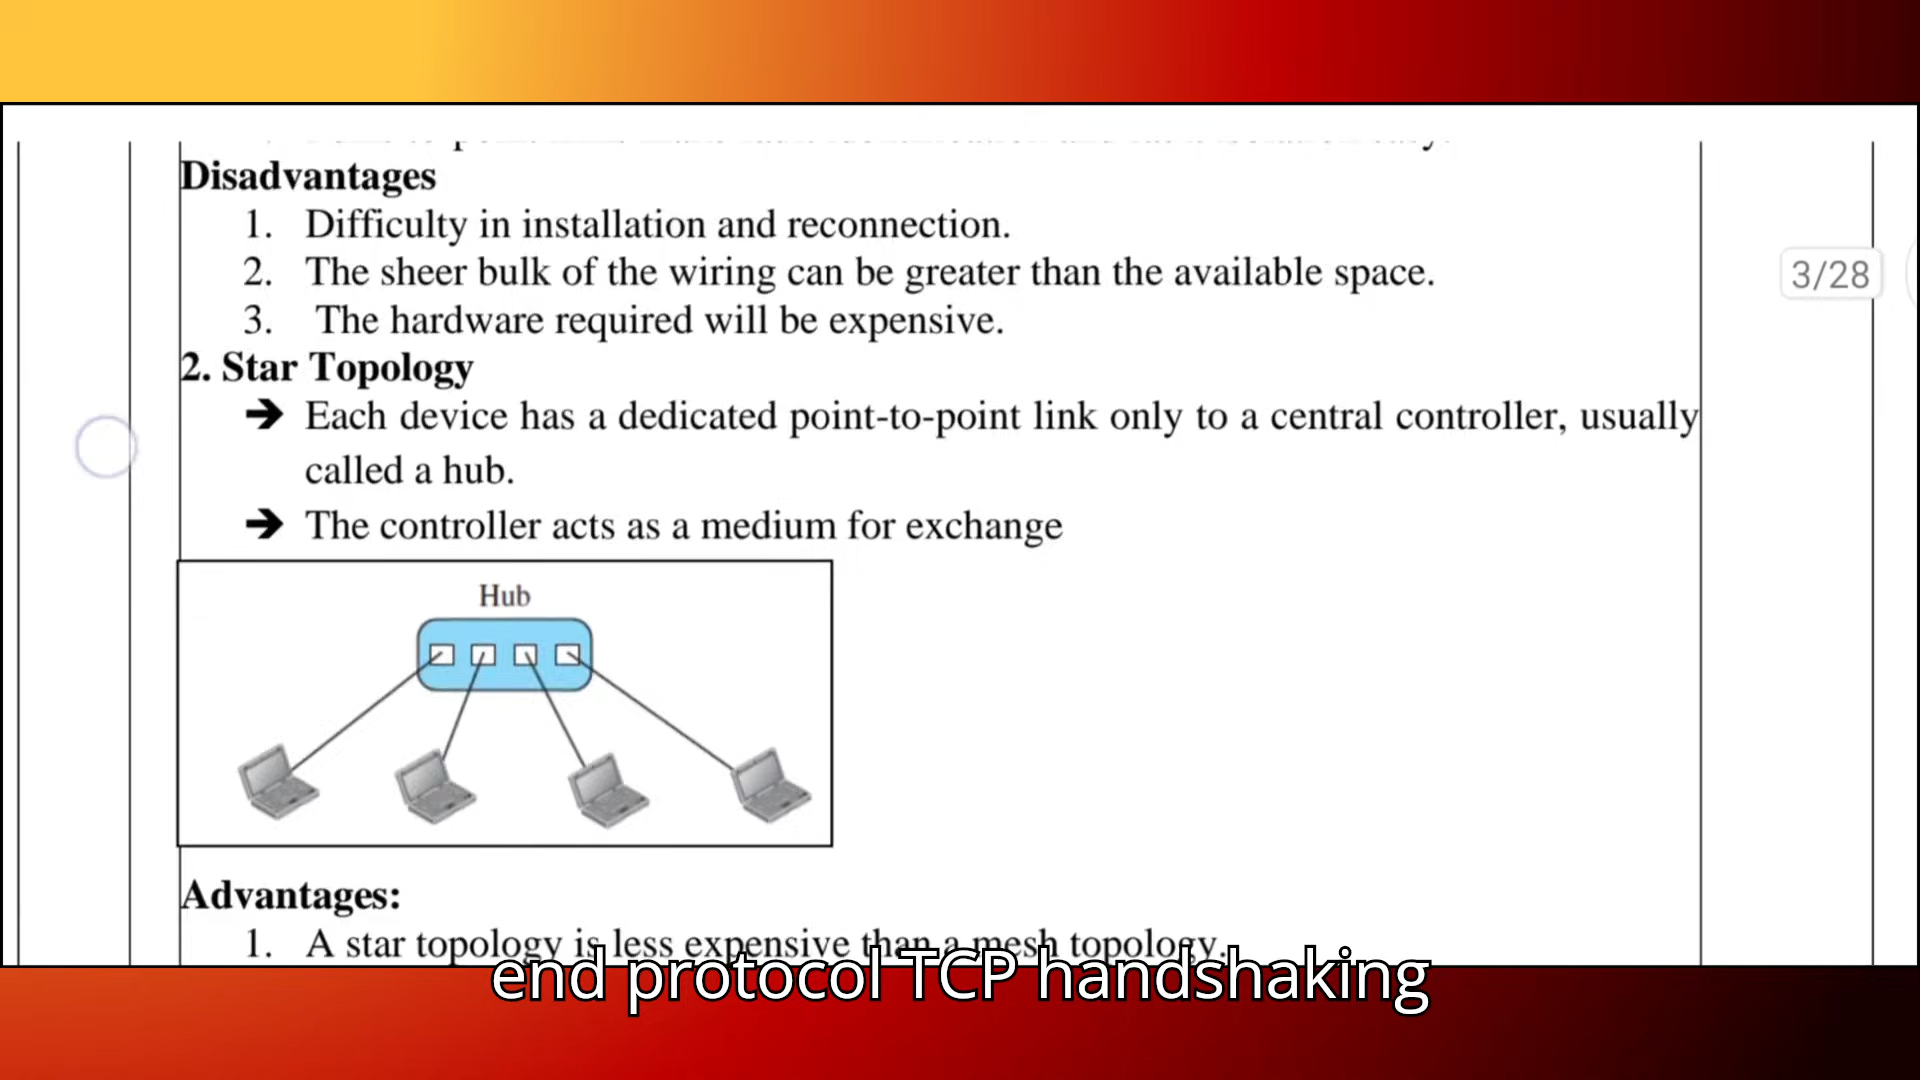 Disadvantages
1. Difficulty in installation and reconnection.
2. The sheer bulk of the wiring can be greater than the available space.
3. The hardware required will be expensive.
3/28
2. Star Topology
➔ Each device has a dedicated point-to-point link only to a central controller, usually
called a hub.
➔ The controller acts as a medium for exchange
Hub
Advantages:
1. A star topology is less expensive than a mesh topology.
end protocol TCP handshaking